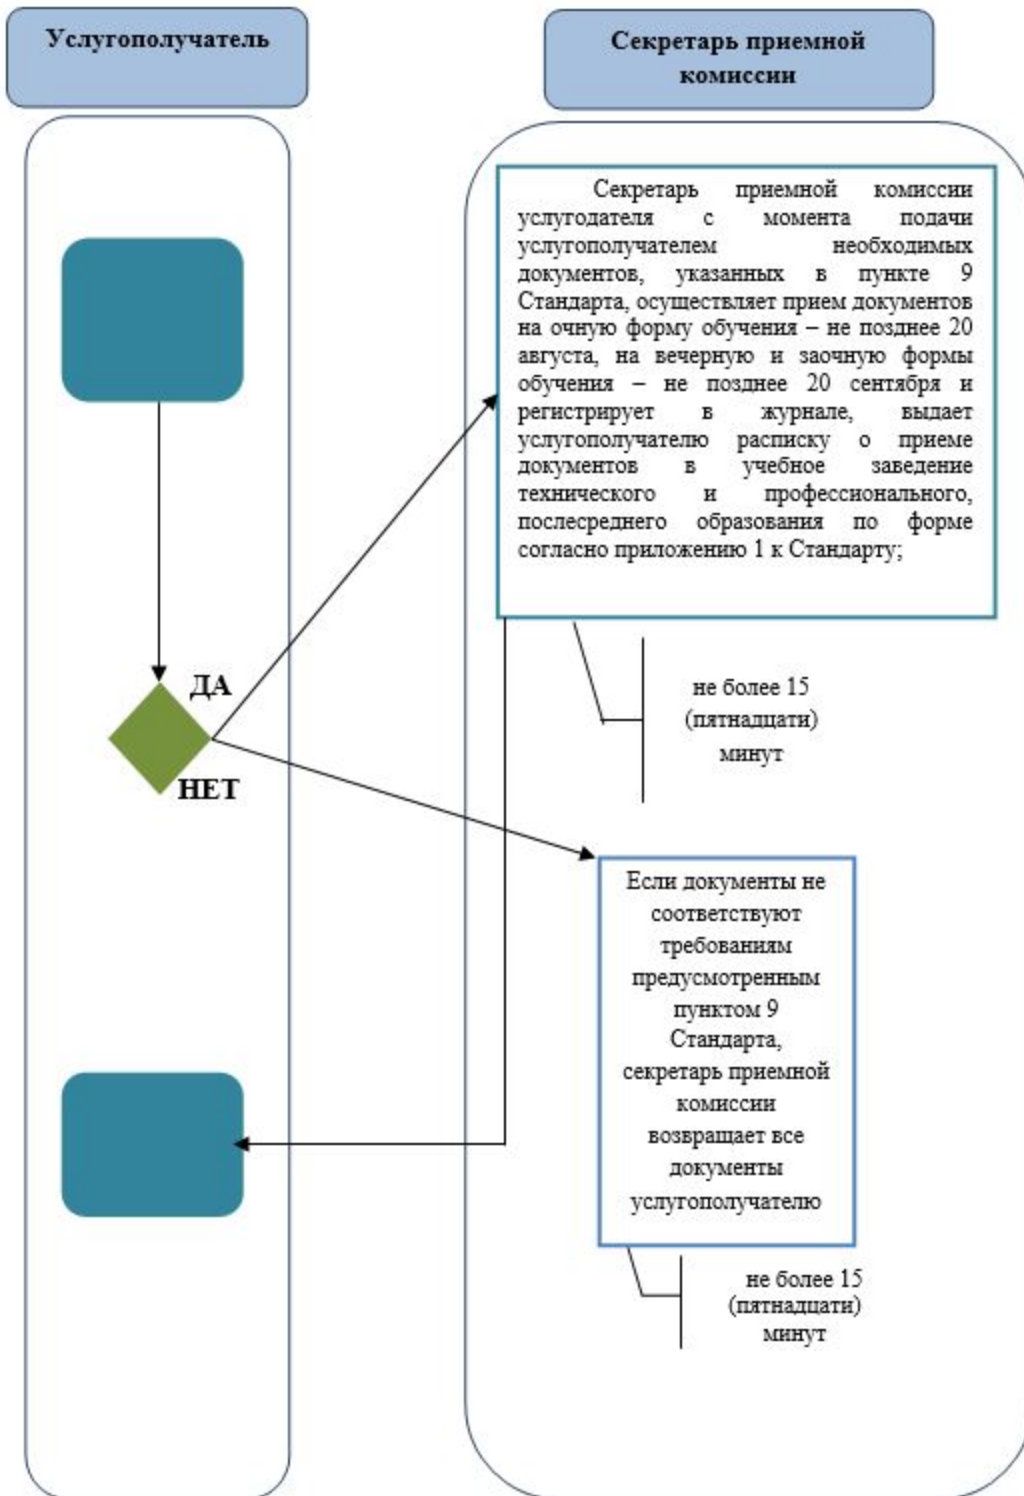 Услугополучатель
Секретарь приемной
комиссии
Секретарь приемной комиссии
услугодателя с момента подачи
услугополучателем необходимых
документов, указанных в пункте 9
Стандарта, осуществляет прием документов
на очную форму обучения – не позднее 20
августа, на вечернюю и заочную формы
обучения – не позднее 20 сентября и
регистрирует в журнале, выдает
услугополучателю расписку о приеме
документов в учебное заведение
технического и профессионального,
послесреднего образования по форме
согласно приложению 1 к Стандарту;
ДА
НЕТ
не более 15
(пятнадцати)
минут
Если документы не
соответствуют
требованиям
предусмотренным
пунктом 9
Стандарта,
секретарь приемной
комиссии
возвращает все
документы
услугополучателю
не более 15
(пятнадцати)
минут